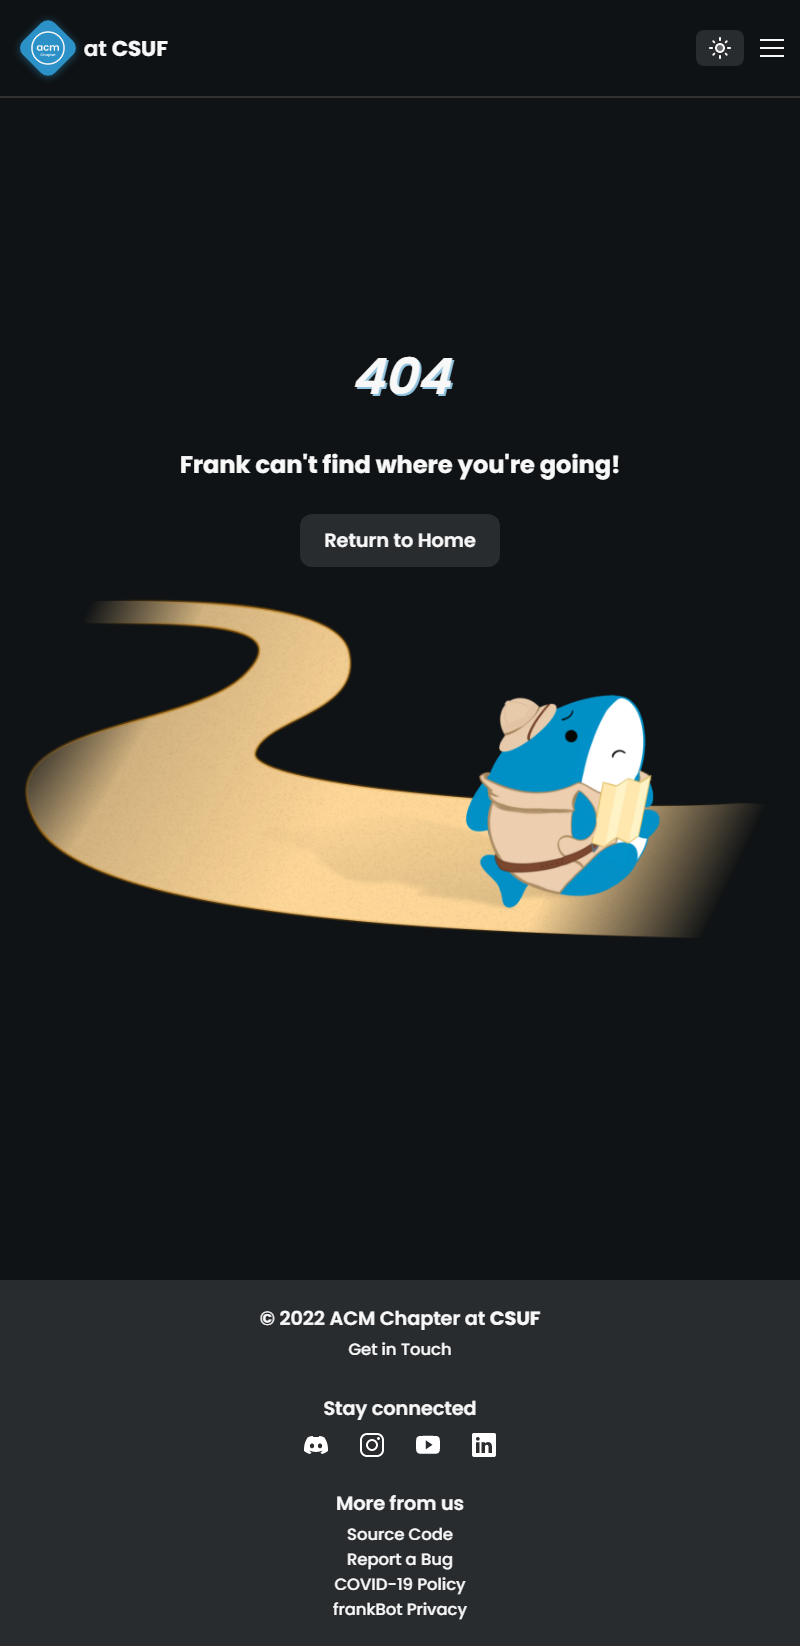 acm
Chapter
at CSUF
404
Frank can't find where you're going!
Return to Home
© 2022 ACM Chapter at CSUF
Get in Touch
Stay connected
More from us
Source Code
Report a Bug
COVID-19 Policy
frankBot Privacy